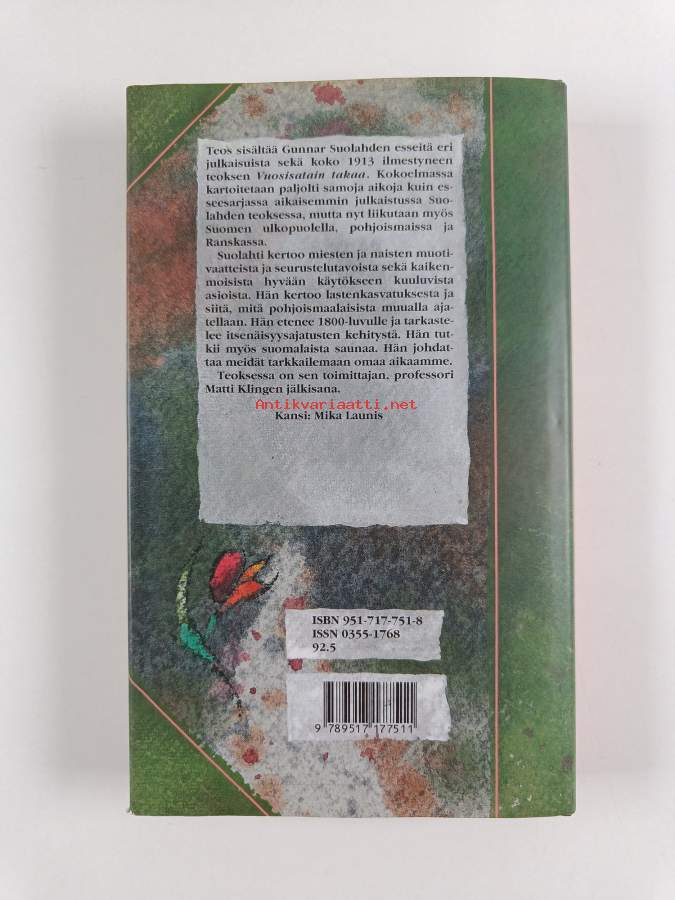 Teos sisältää Gunnar Suolahden esseitä eri
julkaisuista sekä koko 1913 ilmestyneen
teoksen Vuosisatain takaa. Kokoelmassa
kartoitetaan paljolti samoja aikoja kuin es-
seesarjassa aikaisemmin julkaistussa Suo-
lahden teoksessa, mutta nyt liikutaan myös
Suomen ulkopuolella, pohjoismaissa ja
Ranskassa.
Suolahti kertoo miesten ja naisten muoti-
vaatteista ja seurustelutavoista sekä kaiken-
moisista hyvään käytökseen kuuluvista
asioista. Hän kertoo lastenkasvatuksesta ja
siitä, mitä pohjoismaalaisista muualla aja-
tellaan. Hän etenee 1800-luvulle ja tarkaste-
lee itsenäisyysajatusten kehitystä. Hän tut-
kii myös suomalaista saunaa. Hän johdat-
taa meidät tarkkailemaan omaa aikaamme.
Teoksessa on sen toimittajan, professori
Matti Klingen jälkisana.
Antikvariaatti.net
Kansi: Mika Launis
ISBN 951-717-751-8
ISSN 0355-1768
92.5
9 789517 177511